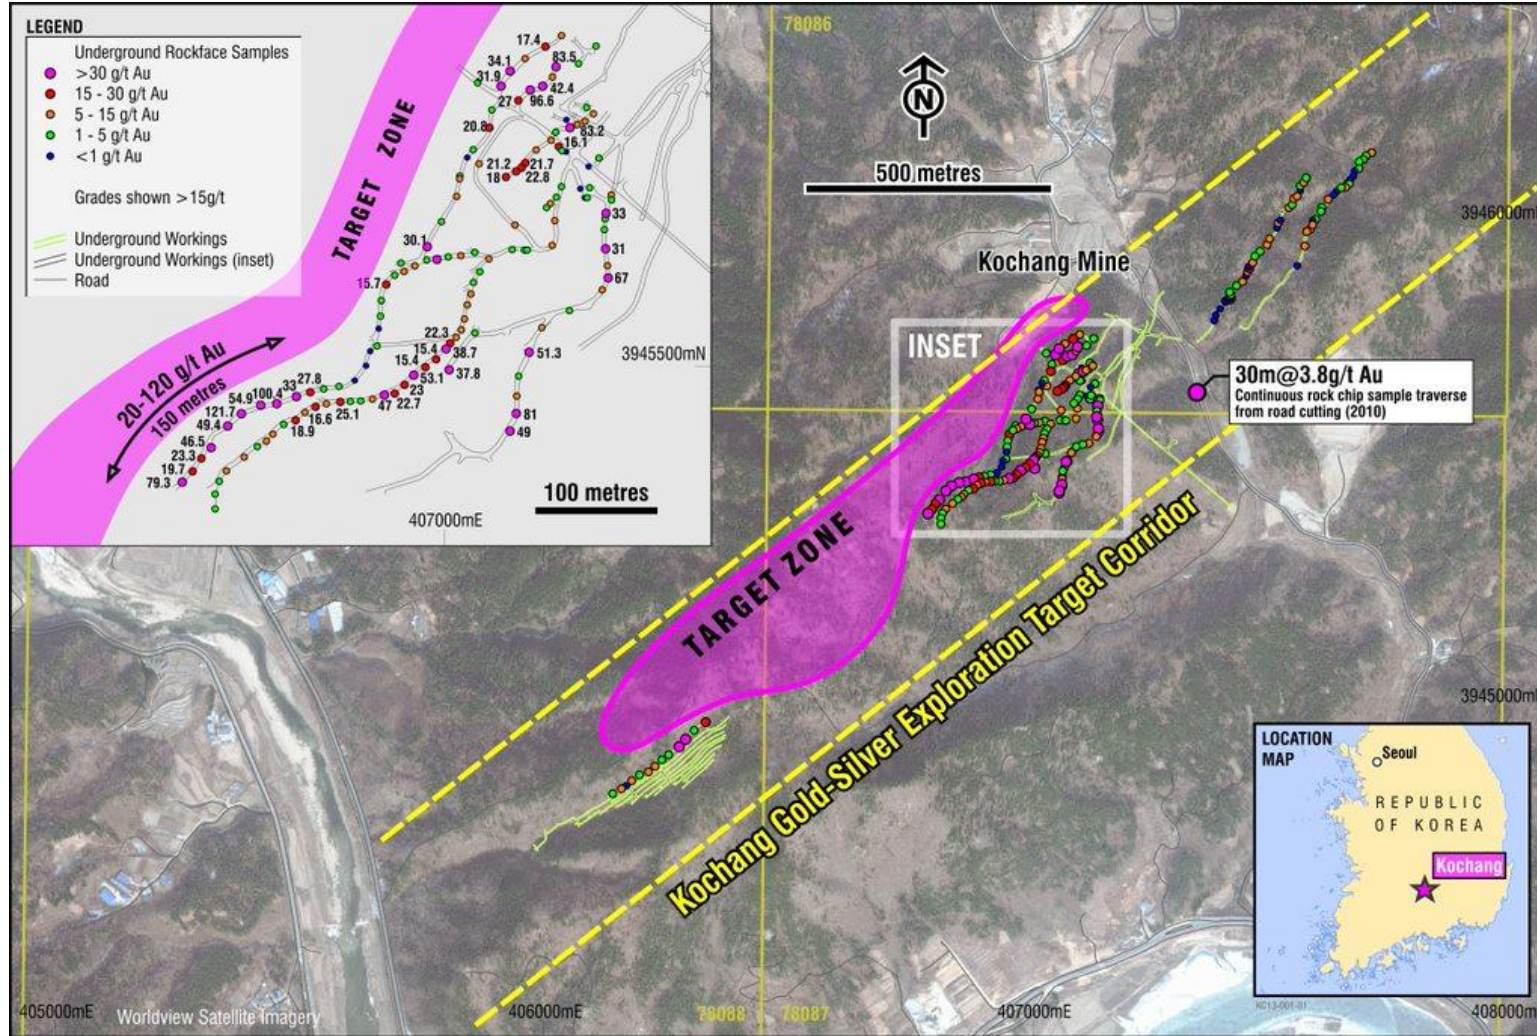 LEGEND
Underground Rockface Samples
>30 g/t Au
15 - 30 g/t Au
5 - 15 g/t Au
1 - 5 g/t Au
<1 g/t Au
Grades shown >15g/t
Underground Workings
Underground Workings (inset)
Road
TARGET ZONE
17.4
34.1
83.5
31.9
42.4
27
96.6
20.8
83.2
16.1
21.2
21.7
18
22.8
33
30.1
31
67
15.7
22.3
15.4
38.7
15.4
53.1
37.8
51.3
20-120 g/t Au
150 metres
54.9
100.4
33
27.8
121.7
49.4
46.5
23.3
19.7
79.3
18.9
16.6
25.1
47
22.7
23
81
49
100 metres
407000mE
3945500mN
78086
N
500 metres
3946000mN
Kochang Mine
INSET
30m@3.8g/t Au
Continuous rock chip sample traverse
from road cutting (2010)
TARGET ZONE
Kochang Gold-Silver Exploration Target Corridor
3945000mN
LOCATION
MAP
Seoul
REPUBLIC
OF KOREA
Kochang
KC13-001-01
405000mE
Worldview Satellite Imagery
406000mE
78088
78087
407000mE
408000m